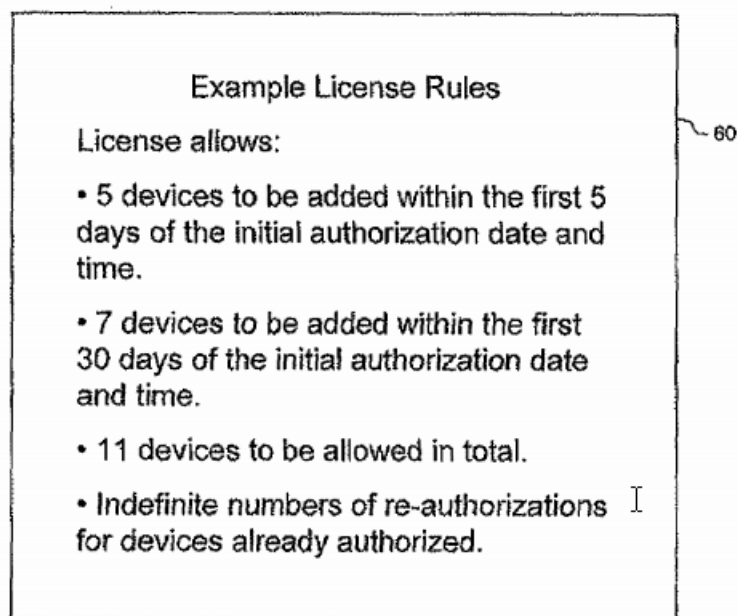 Example License Rules
License allows:
60
• 5 devices to be added within the first 5
days of the initial authorization date and
time.
• 7 devices to be added within the first
30 days of the initial authorization date
and time.
• 11 devices to be allowed in total.
• Indefinite numbers of re-authorizations
for devices already authorized.